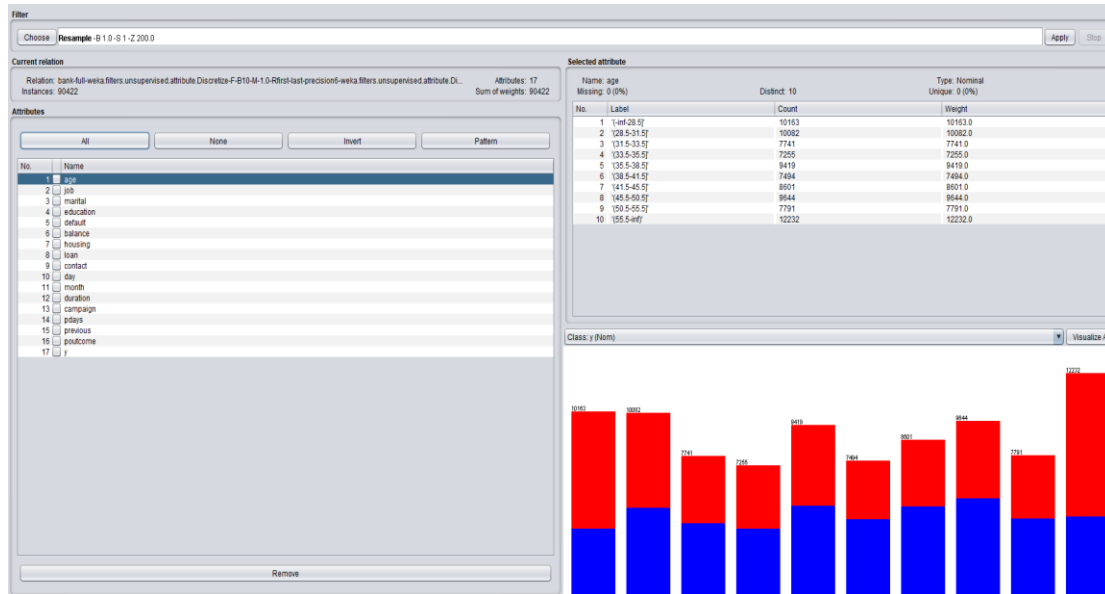 Filter
Choose Resample -B 1.0 -S 1 -Z 200.0 Apply Stop
Current relation
Relation: bank-full-weka.filters.unsupervised.attribute.Discretize-F-B10-M-1.0-Rfirst-last-precision6-weka.filters.unsupervised.attribute.Di... Attributes: 17
Instances: 90422 Sum of weights: 90422
Attributes
All None Invert Pattern
No. Name
1 age
2 job
3 marital
4 education
5 default
6 balance
7 housing
8 loan
9 contact
10 day
11 month
12 duration
13 campaign
14 pdays
15 previous
16 poutcome
17 y
Remove
Selected attribute
Name: age Type: Nominal
Missing: 0 (0%) Distinct: 10 Unique: 0 (0%)
No. Label Count Weight
1 '(-inf-28.5]' 10163 10163.0
2 '(28.5-31.5]' 10082 10082.0
3 '(31.5-33.5]' 7741 7741.0
4 '(33.5-35.5]' 7255 7255.0
5 '(35.5-38.5]' 9419 9419.0
6 '(38.5-41.5]' 7494 7494.0
7 '(41.5-45.5]' 8601 8601.0
8 '(45.5-50.5]' 9644 9644.0
9 '(50.5-55.5]' 7791 7791.0
10 '(55.5-inf)' 12232 12232.0
Class: y (Nom) Visualize A
10163 10082 7741 7255 9419 7494 8601 9644 7791 12232